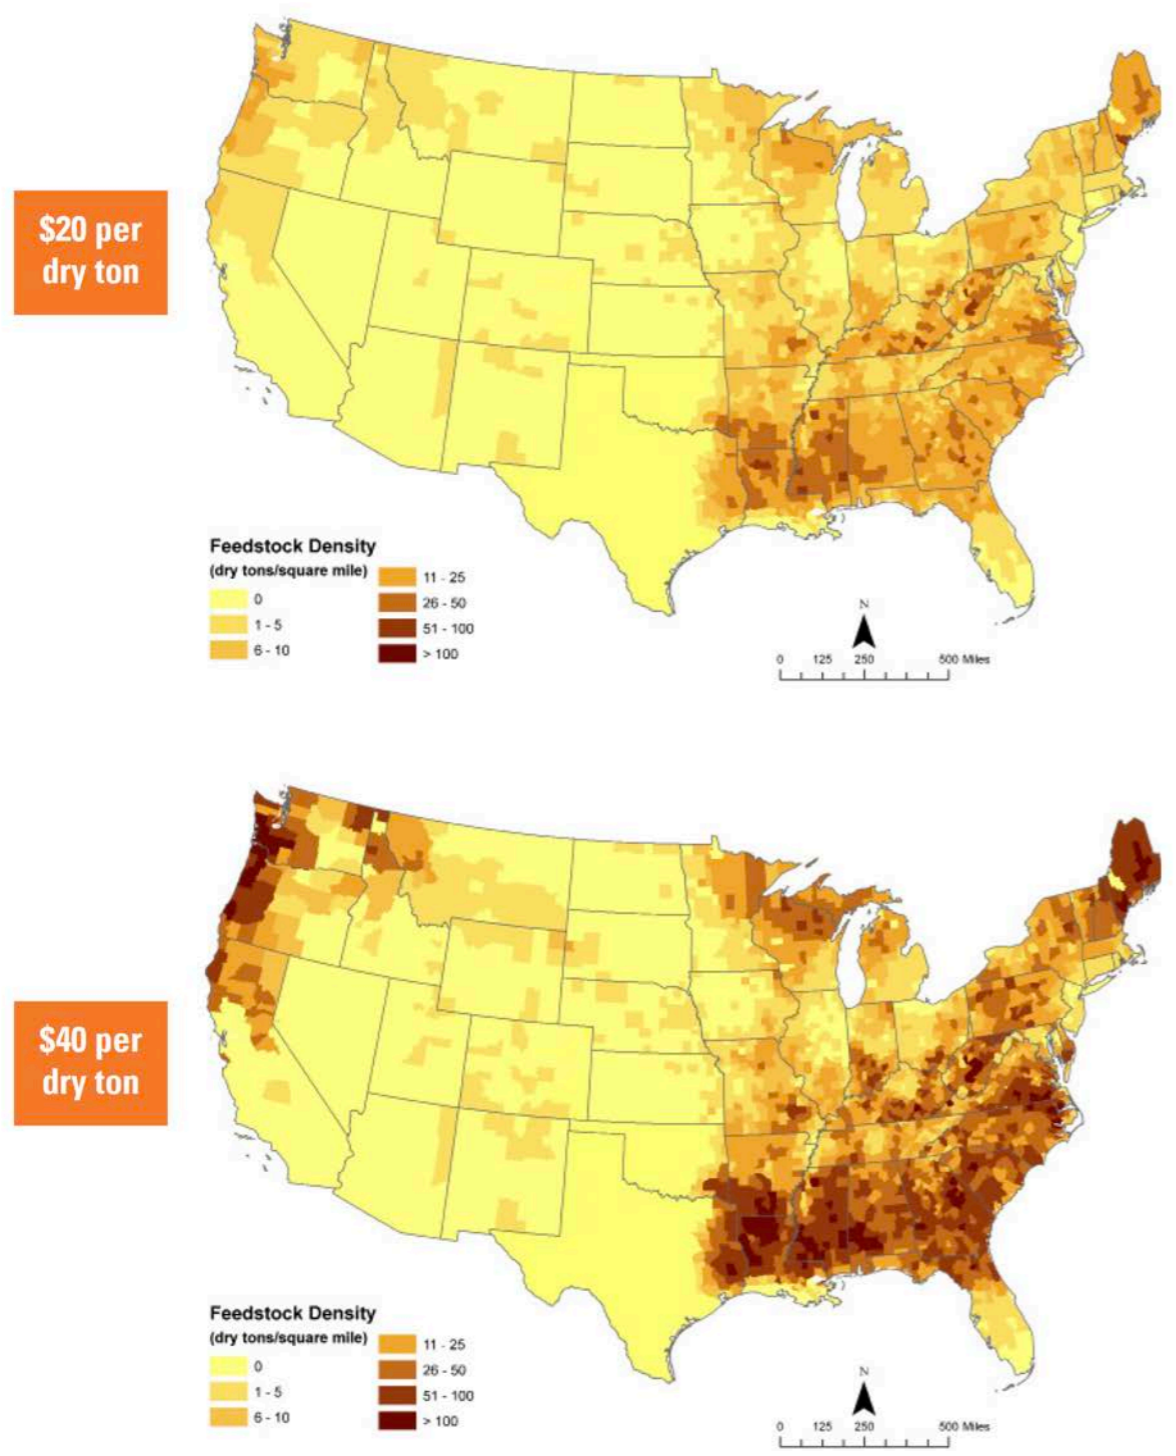 $20 per
dry ton
Feedstock Density
(dry tons/square mile)
0
1 - 5
6 - 10
11 - 25
26 - 50
51 - 100
> 100
N
0 125 250 500 Miles
$40 per
dry ton
Feedstock Density
(dry tons/square mile)
0
1 - 5
6 - 10
11 - 25
26 - 50
51 - 100
> 100
N
0 125 250 500 Miles